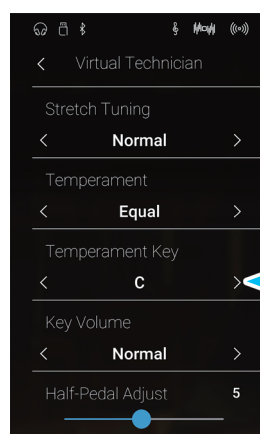 Virtual Technician
Stretch Tuning
Normal
Temperament
Equal
Temperament Key
C
Key Volume
Normal
Half-Pedal Adjust 5